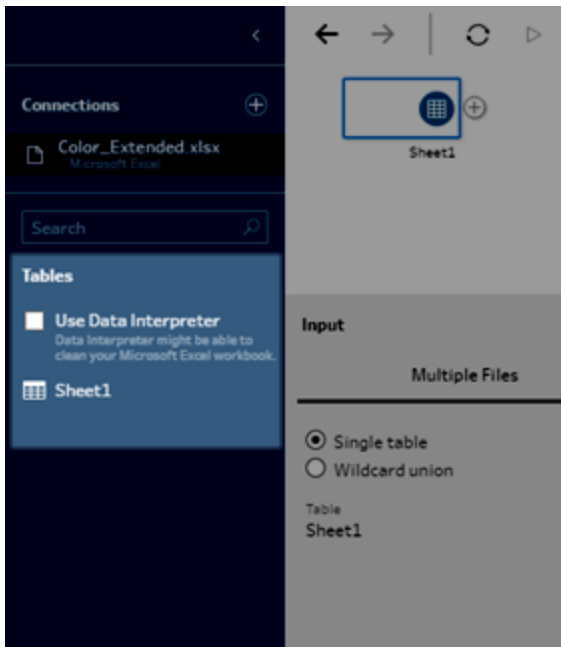 Connections
Color_Extended.xlsx
Microsoft Excel
Search
Tables
Use Data Interpreter
Data Interpreter might be able to
clean your Microsoft Excel workbook.
Sheet1
Sheet1
Input
Multiple Files
Single table
Wildcard union
Table
Sheet1